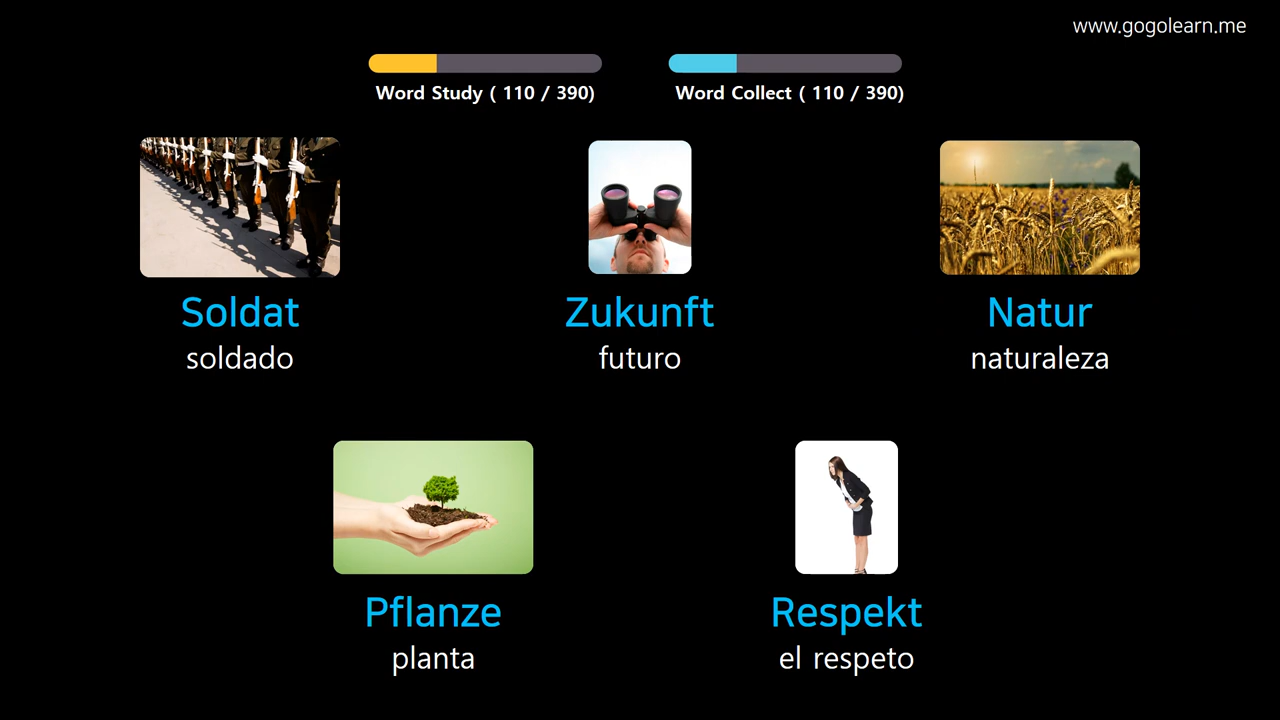 www.gogolearn.me
Word Study ( 110 / 390)
Word Collect ( 110 / 390)
Soldat
soldado
Zukunft
futuro
Natur
naturaleza
Pflanze
planta
Respekt
el respeto